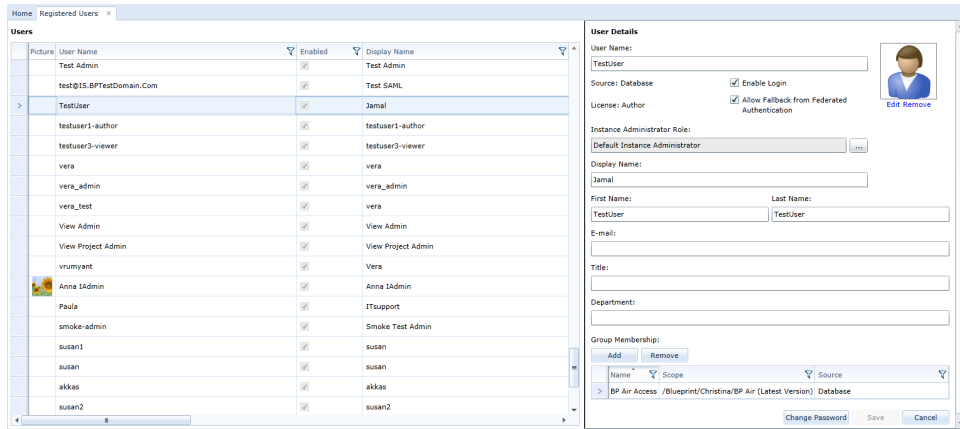 Home Registered Users ×
Users
Picture User Name Enabled Display Name
Test Admin Test Admin
test@IS.BPTestDomain.Com Test SAML
> TestUser Jamal
testuser1-author testuser1-author
testuser3-viewer testuser3-viewer
vera vera
vera_admin vera_admin
vera_test vera
View Admin View Admin
View Project Admin View Project Admin
vrumyant Vera
Anna IAdmin Anna IAdmin
Paula ITsupport
smoke-admin Smoke Test Admin
susan1 susan
susan susan
akkas akkas
susan2 susan2
User Details
User Name:
TestUser
Source: Database Enable Login
License: Author Allow Fallback from Federated
Authentication
Edit Remove
Instance Administrator Role:
Default Instance Administrator ...
Display Name:
Jamal
First Name: Last Name:
TestUser TestUser
E-mail:
Title:
Department:
Group Membership:
Add Remove
Name Scope Source
> BP Air Access /Blueprint/Christina/BP Air (Latest Version) Database
Change Password Save Cancel